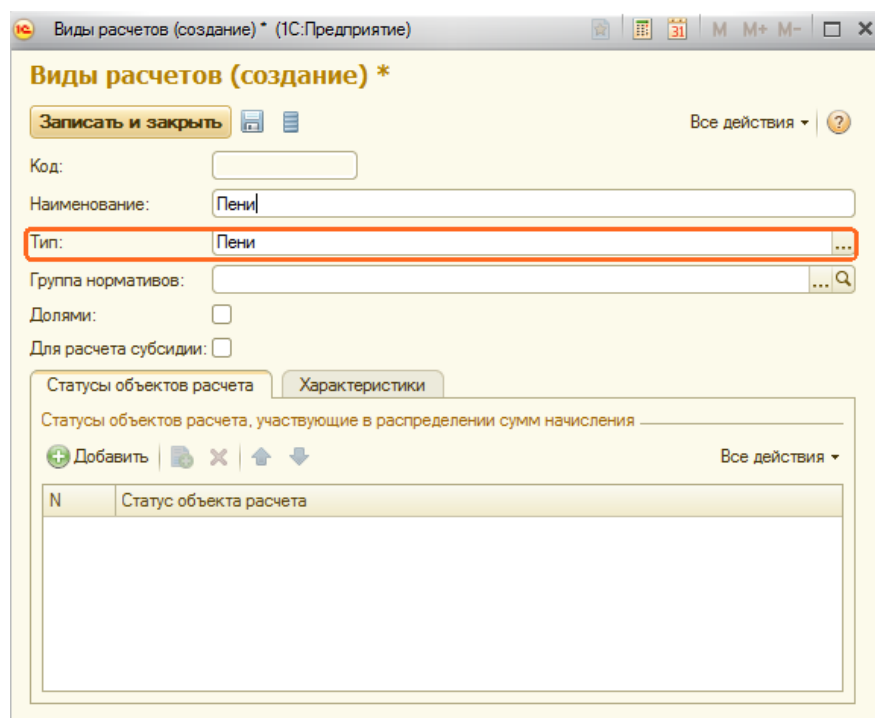 Виды расчетов (создание) * (1С:Предприятие)
31 M M+ M-
Виды расчетов (создание) *
Записать и закрыть Все действия ?
Код:
Наименование: Пени
Тип: Пени ...
Группа нормативов: ...
Долями:
Для расчета субсидии:
Статусы объектов расчета Характеристики
Статусы объектов расчета, участвующие в распределении сумм начисления
Добавить Все действия
N Статус объекта расчета